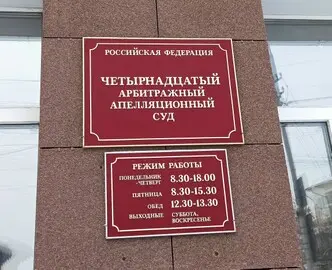 РОССИЙСКАЯ ФЕДЕРАЦИЯ
ЧЕТЫРНАДЦАТЫЙ
АРБИТРАЖНЫЙ
АПЕЛЛЯЦИОННЫЙ
СУД
РЕЖИМ РАБОТЫ
ПОНЕДЕЛЬНИК
-ЧЕТВЕРГ 8.30-18.00
ПЯТНИЦА 8.30-15.30
ОБЕД 12.30-13.30
ВЫХОДНЫЕ СУББОТА,
ВОСКРЕСЕНЬЕ